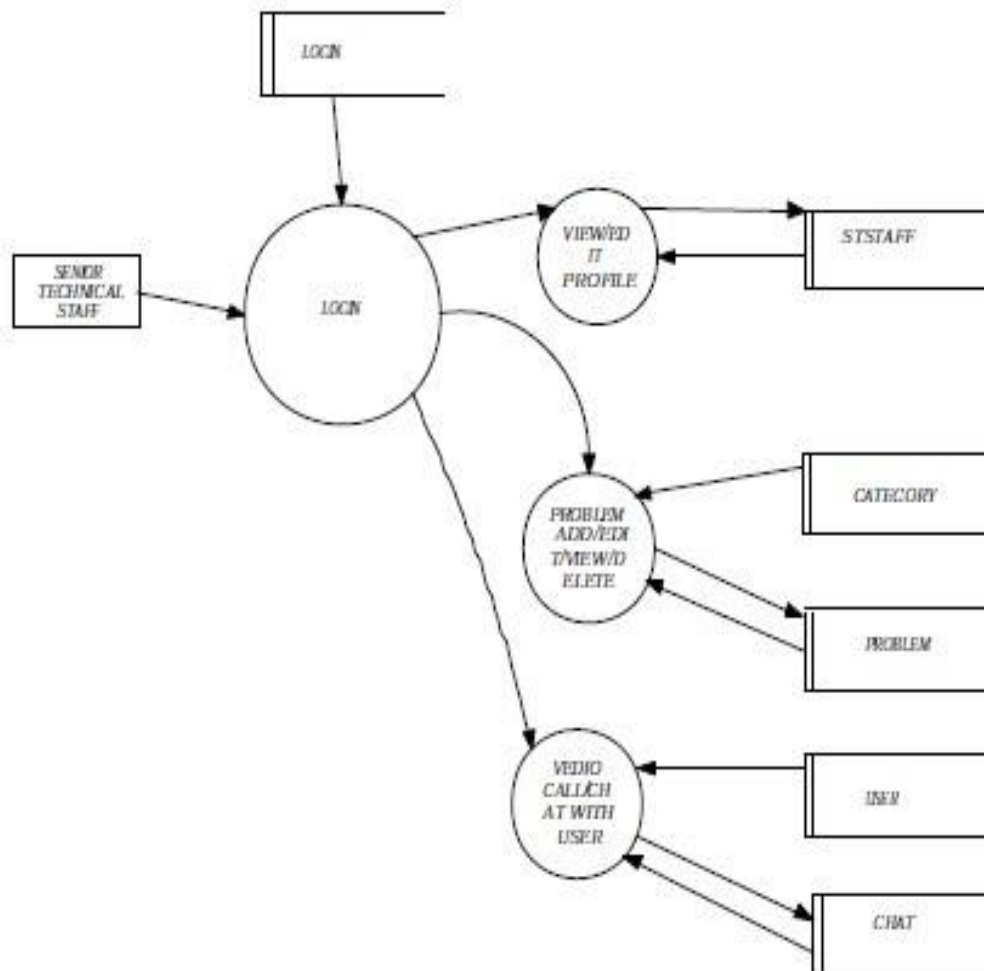 LOGIN
SENIOR
TECHNICAL
STAFF
LOGIN
VIEW/ED
IT
PROFILE
STSTAFF
PROBLEM
ADD/EDI
T/VIEW/D
ELETE
CATEGORY
PROBLEM
VEDIO
CALL/CH
AT WITH
USER
USER
CHAT